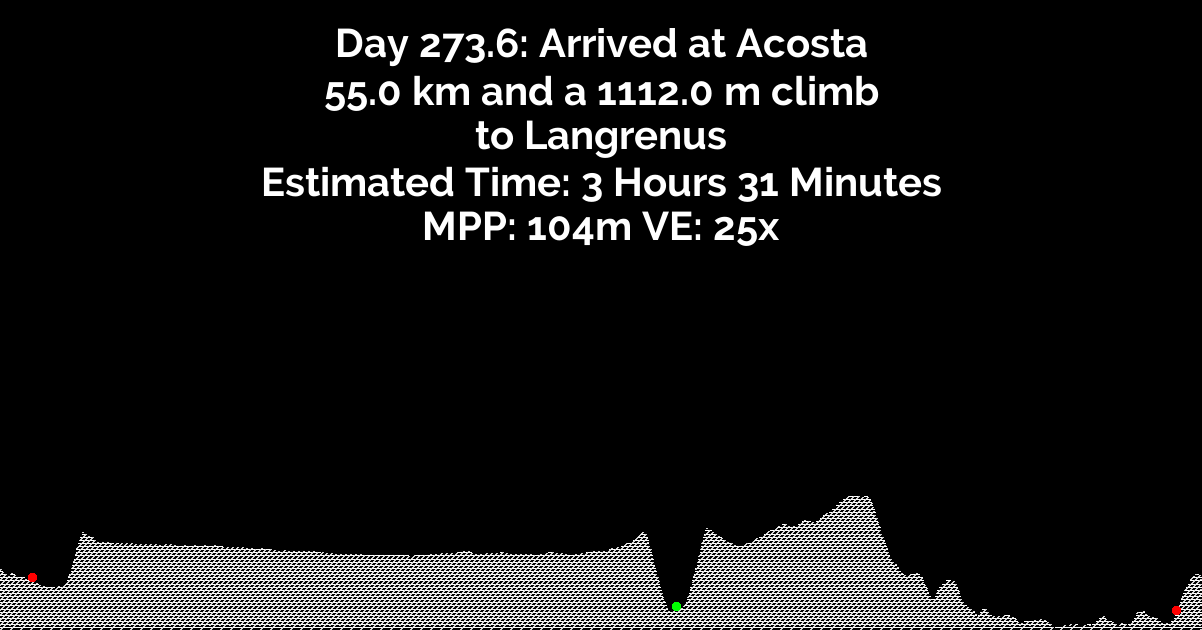 Day 273.6: Arrived at Acosta
55.0 km and a 1112.0 m climb
to Langrenus
Estimated Time: 3 Hours 31 Minutes
MPP: 104m VE: 25x